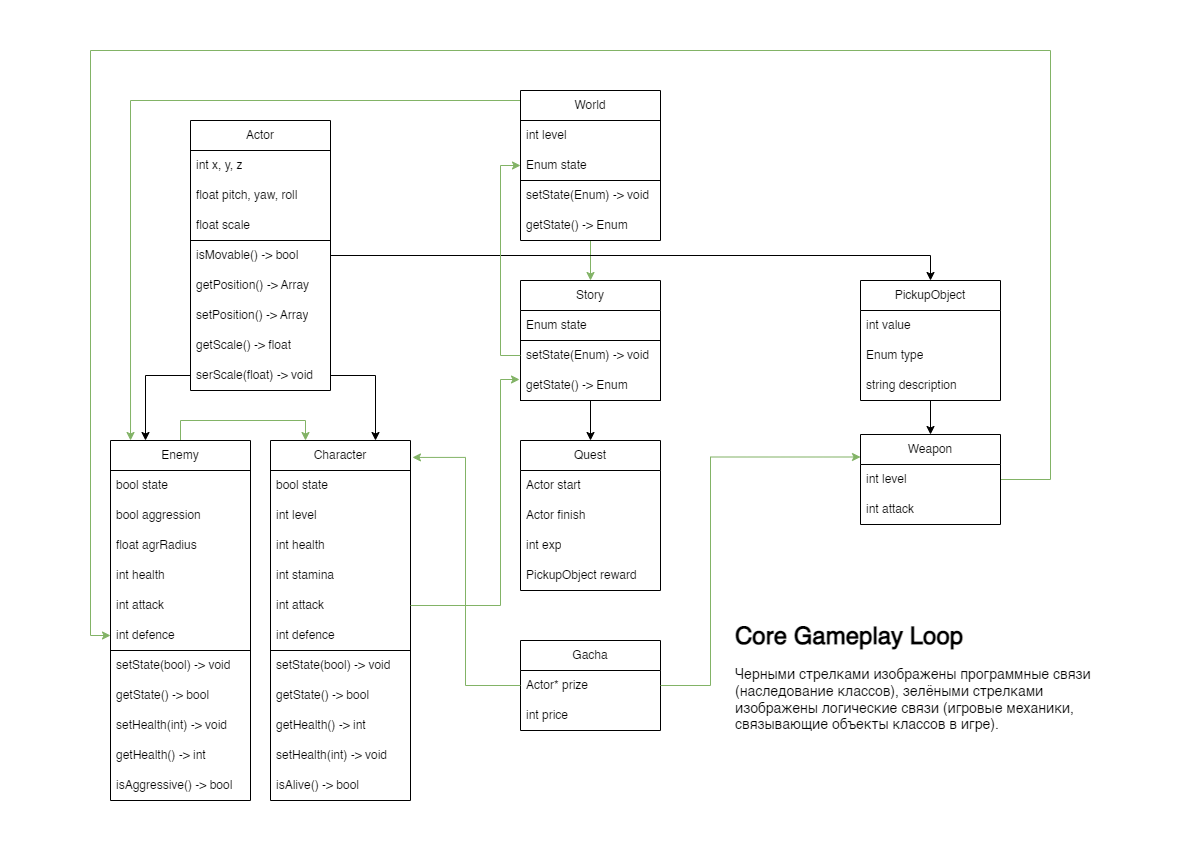 World
int level
Enum state
setState(Enum) -> void
getState() -> Enum
Actor
int x, y, z
float pitch, yaw, roll
float scale
isMovable() -> bool
getPosition() -> Array
setPosition() -> Array
getScale() -> float
serScale(float) -> void
Story
Enum state
setState(Enum) -> void
getState() -> Enum
PickupObject
int value
Enum type
string description
Enemy
bool state
bool aggression
float agrRadius
int health
int attack
int defence
setState(bool) -> void
getState() -> bool
setHealth(int) -> void
getHealth() -> int
isAggressive() -> bool
Character
bool state
int level
int health
int stamina
int attack
int defence
setState(bool) -> void
getState() -> bool
getHealth() -> int
setHealth(int) -> void
isAlive() -> bool
Quest
Actor start
Actor finish
int exp
PickupObject reward
Weapon
int level
int attack
Gacha
Actor* prize
int price
Core Gameplay Loop
Черными стрелками изображены программные связи
(наследование классов), зелёными стрелками
изображены логические связи (игровые механики,
связывающие объекты классов в игре).